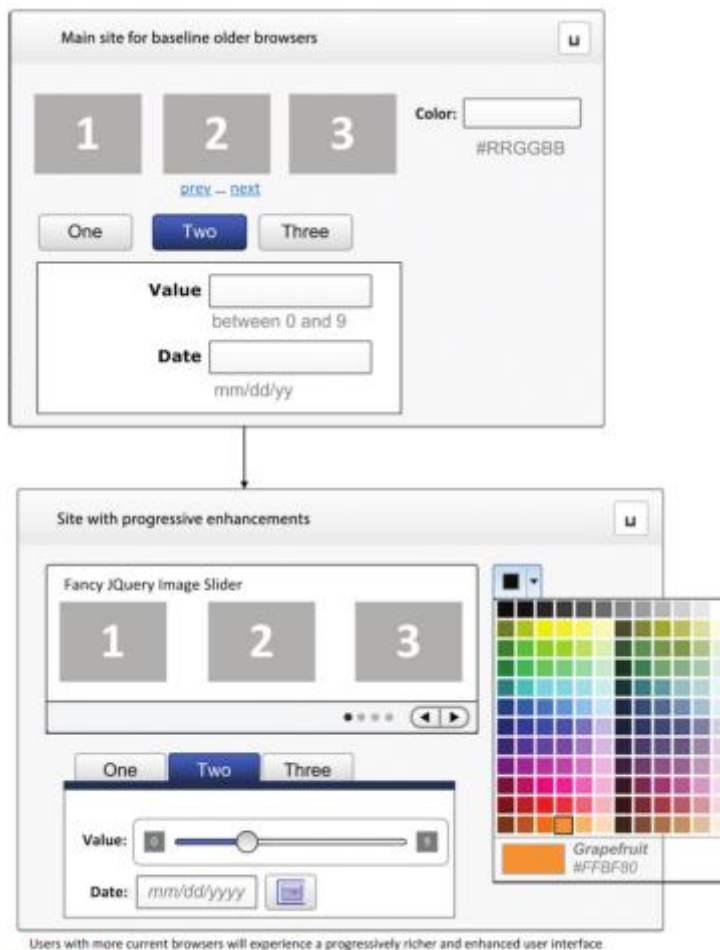 Main site for baseline older browsers
1 2 3
Color:
#RRGGBB
prev ... next
One Two Three
Value
between 0 and 9
Date
mm/dd/yy
Site with progressive enhancements
Fancy JQuery Image Slider
1 2 3
One Two Three
Value: 0 9
Date: mm/dd/yyyy
Grapefruit
#FFBF80
Users with more current browsers will experience a progressively richer and enhanced user interface